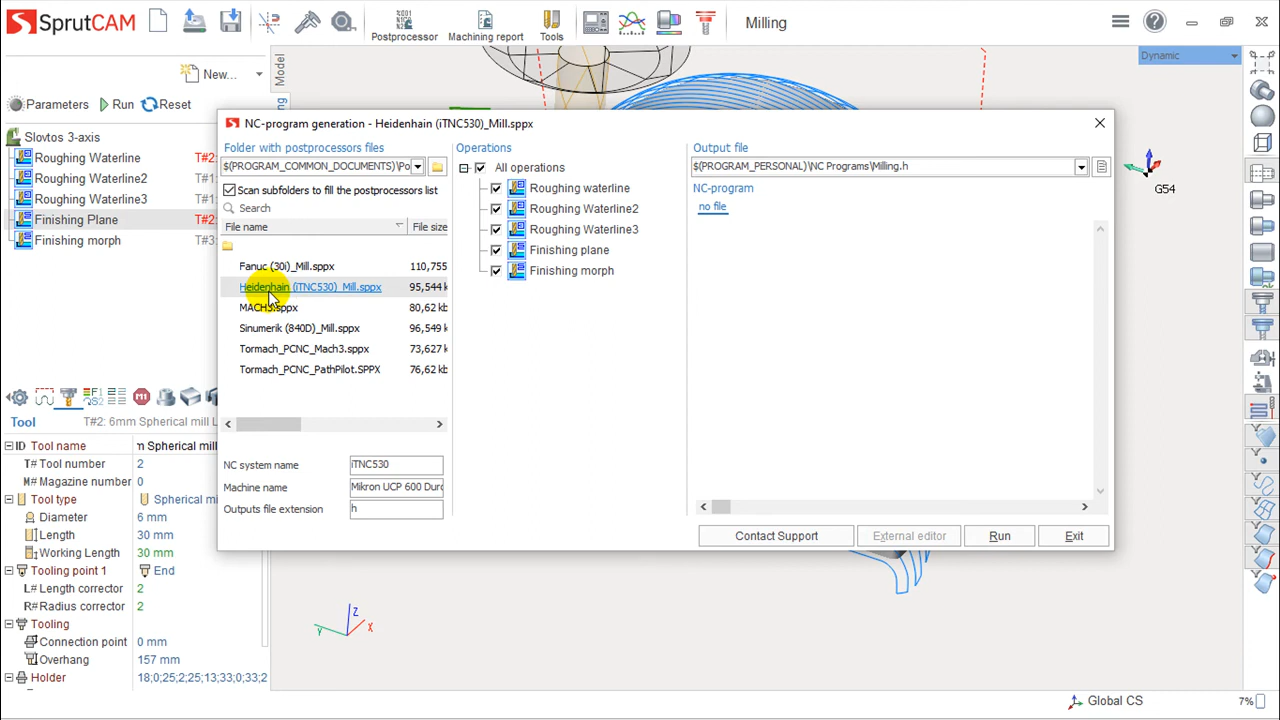 SprutCAM
Postprocessor
Machining report
Tools
Milling
New...
Model
Dynamic
Parameters
Run
Reset
Slovtos 3-axis
Roughing Waterline
T#2:
Roughing Waterline2
Roughing Waterline3
Finishing Plane
T#2:
Finishing morph
T#3:
NC-program generation - Heidenhain (iTNC530)_Mill.sppx
Folder with postprocessors files
$(PROGRAM_COMMON_DOCUMENTS)\Po
Scan subfolders to fill the postprocessors list
Search
File name
File size
Fanuc (30i)_Mill.sppx
110,755
Heidenhain (iTNC530)_Mill.sppx
95,544 k
MACH3.sppx
80,62 kb
Sinumerik (840D)_Mill.sppx
96,549 k
Tormach_PCNC_Mach3.sppx
73,627 k
Tormach_PCNC_PathPilot.SPPX
76,62 kb
NC system name
iTNC530
Machine name
Mikron UCP 600 Duro
Outputs file extension
h
Operations
All operations
Roughing waterline
Roughing Waterline2
Roughing Waterline3
Finishing plane
Finishing morph
Output file
$(PROGRAM_PERSONAL)\NC Programs\Milling.h
NC-program
no file
Contact Support
External editor
Run
Exit
G54
Tool
T#2: 6mm Spherical mill L
ID Tool name
n Spherical mill
T# Tool number
2
M# Magazine number
0
Tool type
Spherical mi
Diameter
6 mm
Length
30 mm
Working Length
30 mm
Tooling point 1
End
L# Length corrector
2
R# Radius corrector
2
Tooling
Connection point
0 mm
Overhang
157 mm
Holder
18;0;25;2;25;13;33;0;33;2
Z
Y
X
Global CS
7%